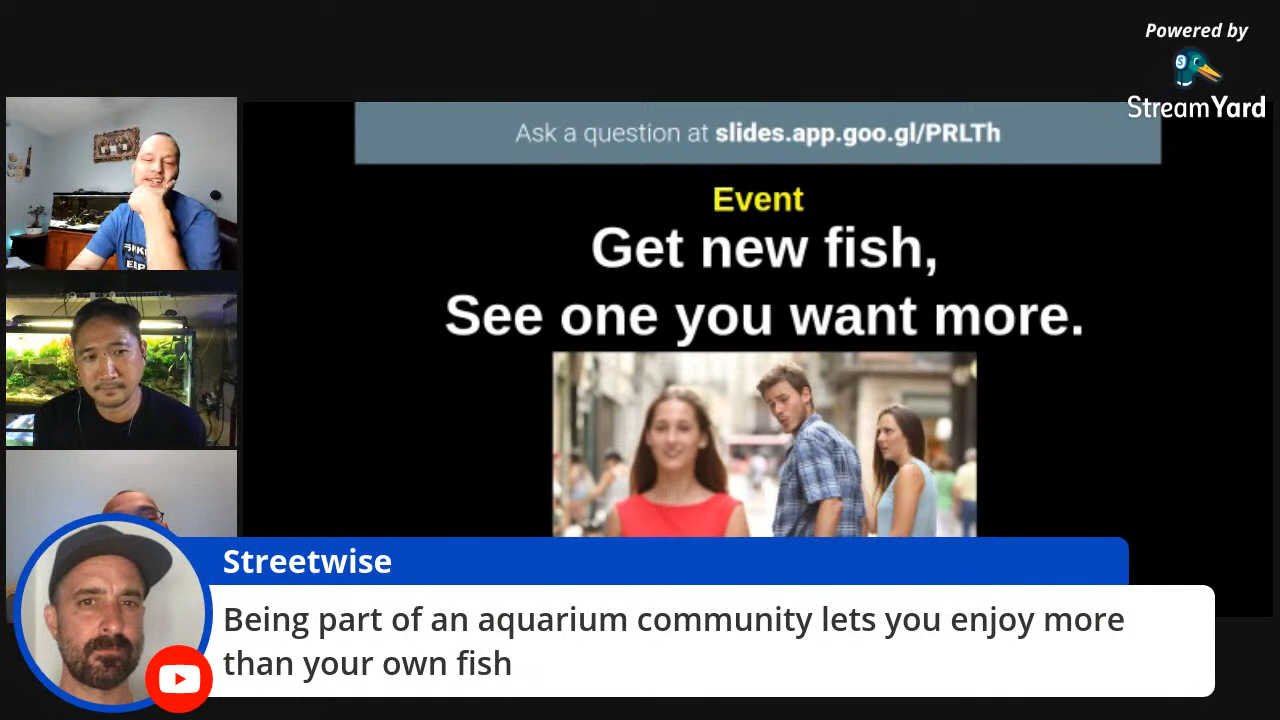 Powered by
StreamYard
Ask a question at slides.app.goo.gl/PRLTh
Event
Get new fish,
See one you want more.
Streetwise
Being part of an aquarium community lets you enjoy more
than your own fish